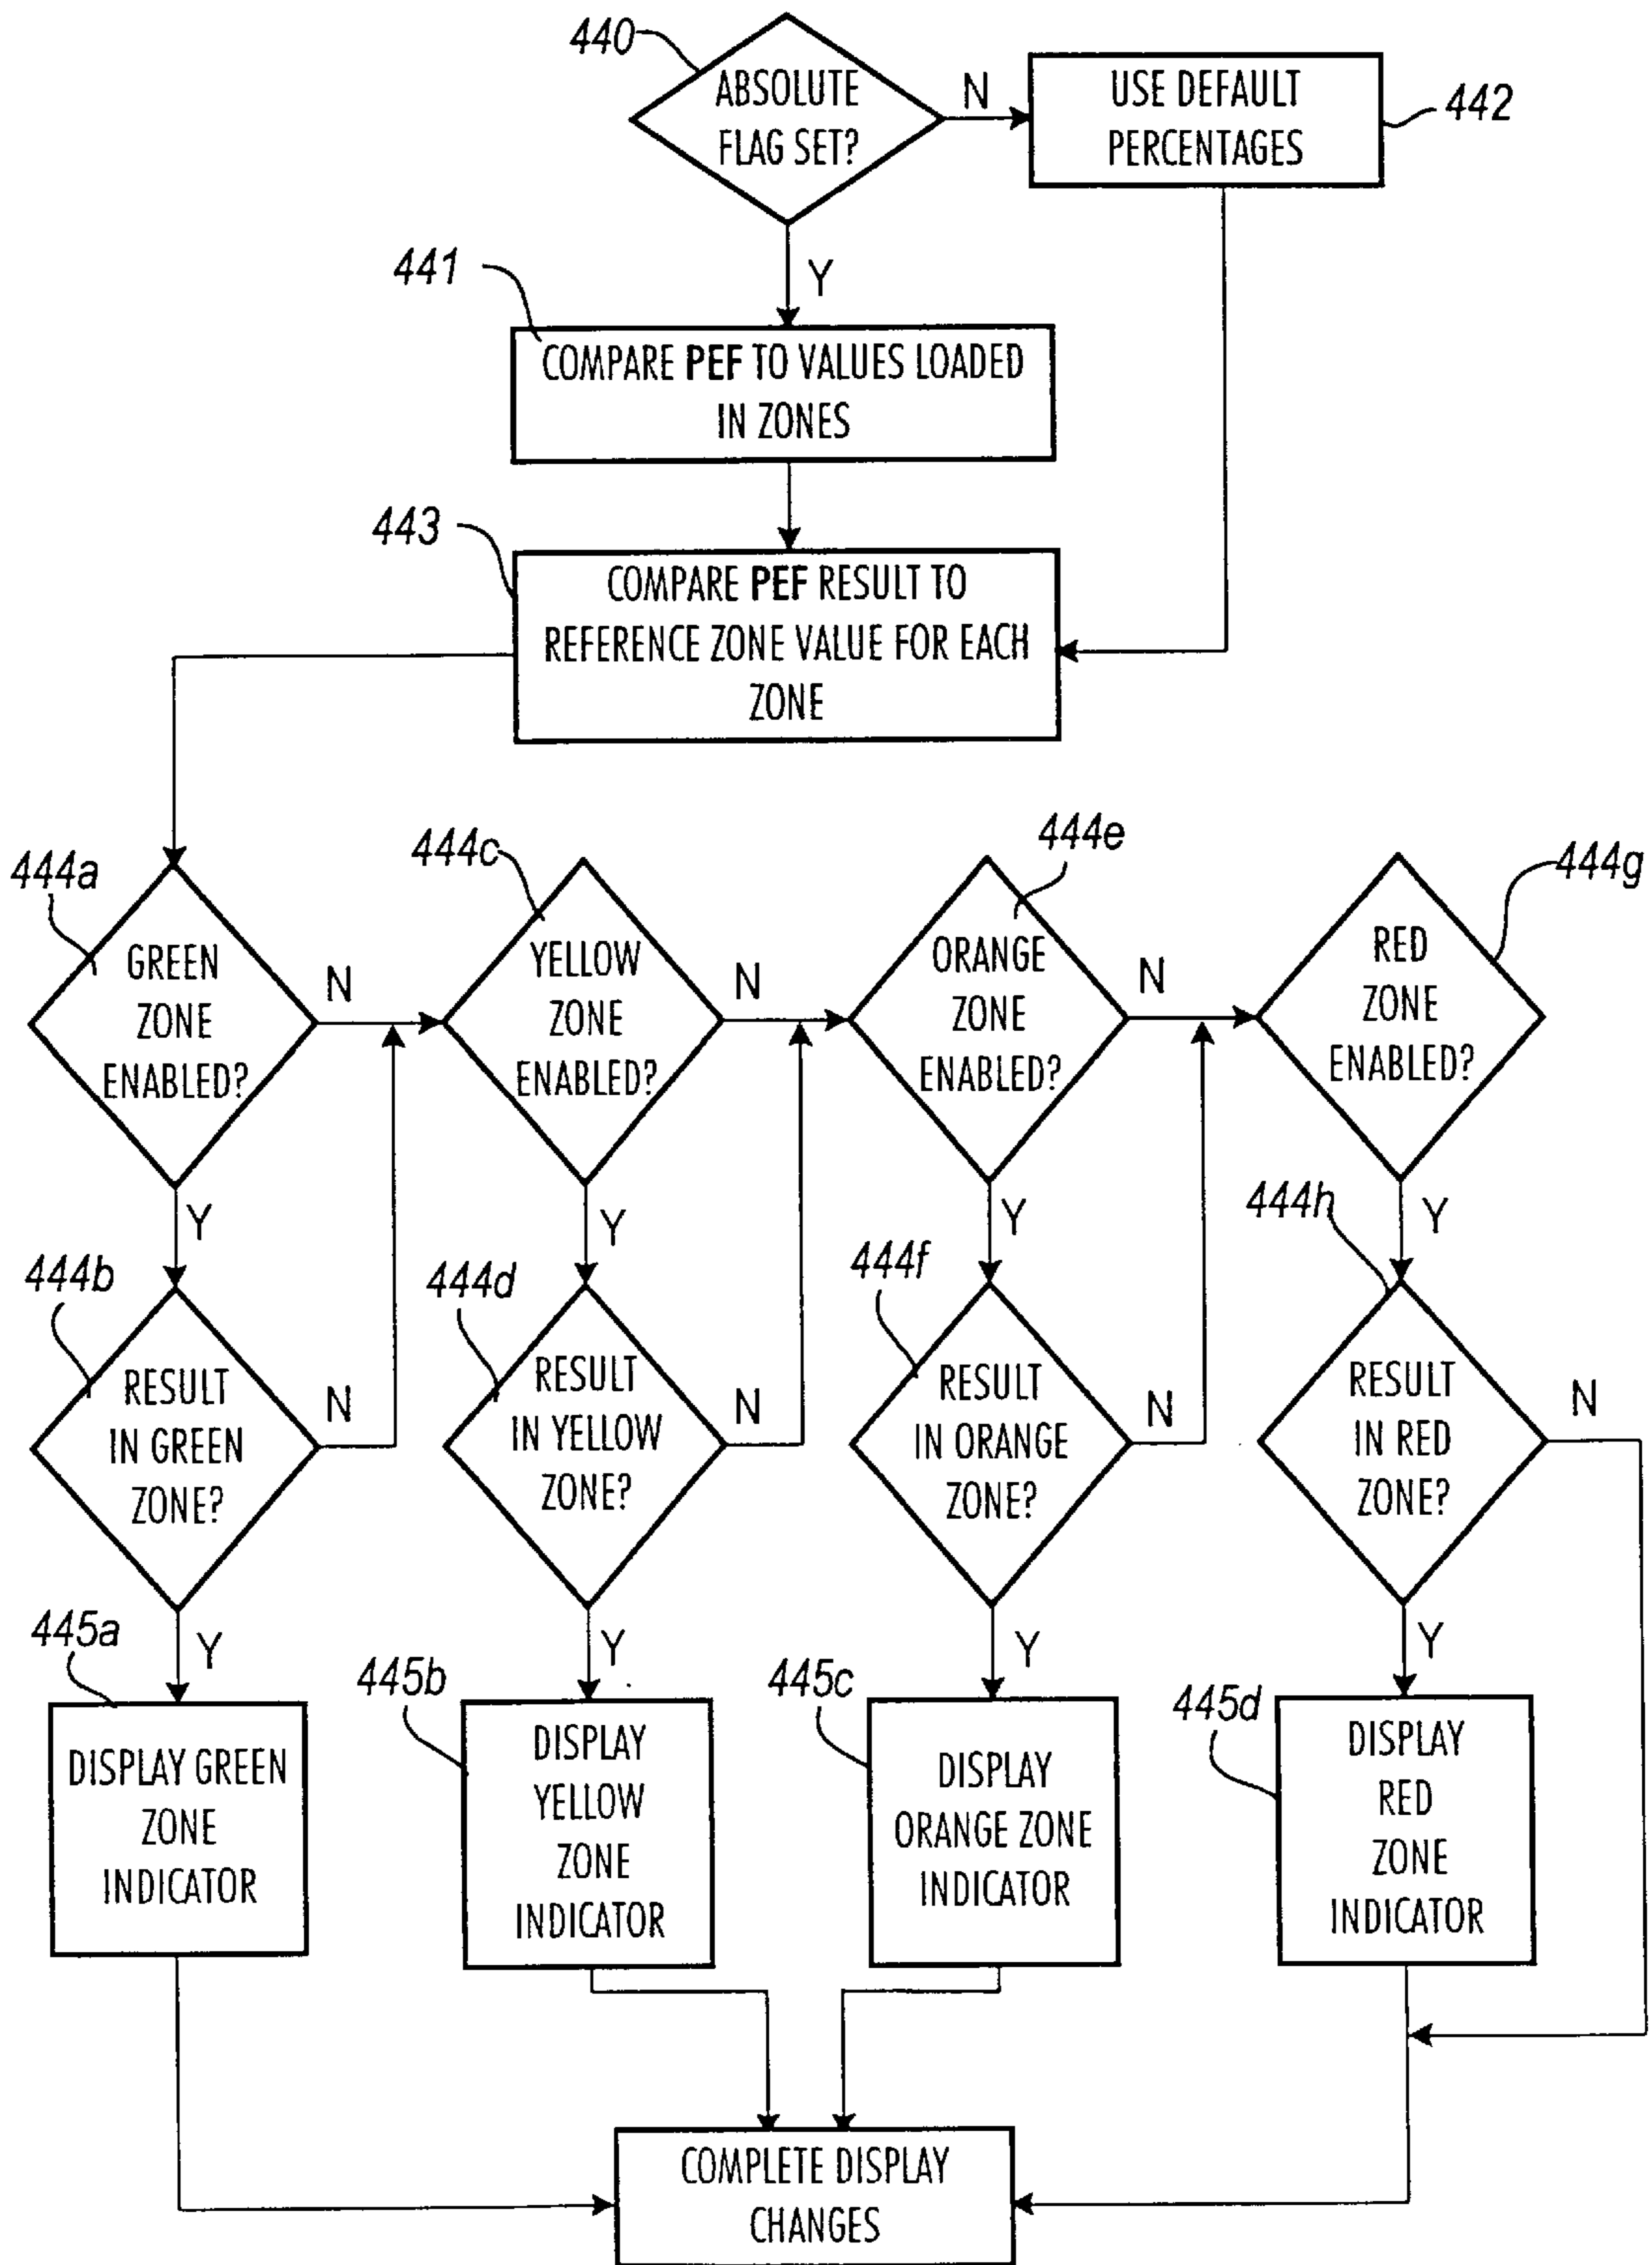 440
ABSOLUTE
FLAG SET?
N
USE DEFAULT
PERCENTAGES
442
Y
441
COMPARE PEF TO VALUES LOADED
IN ZONES
443
COMPARE PEF RESULT TO
REFERENCE ZONE VALUE FOR EACH
ZONE
444a
GREEN
ZONE
ENABLED?
N
444c
YELLOW
ZONE
ENABLED?
N
444e
ORANGE
ZONE
ENABLED?
N
444g
RED
ZONE
ENABLED?
Y
Y
Y
Y
444b
RESULT
IN GREEN
ZONE?
N
444d
RESULT
IN YELLOW
ZONE?
N
444f
RESULT
IN ORANGE
ZONE?
N
444h
RESULT
IN RED
ZONE?
N
Y
Y
Y
Y
445a
DISPLAY GREEN
ZONE
INDICATOR
445b
DISPLAY
YELLOW
ZONE
INDICATOR
445c
DISPLAY
ORANGE ZONE
INDICATOR
445d
DISPLAY
RED
ZONE
INDICATOR
COMPLETE DISPLAY
CHANGES